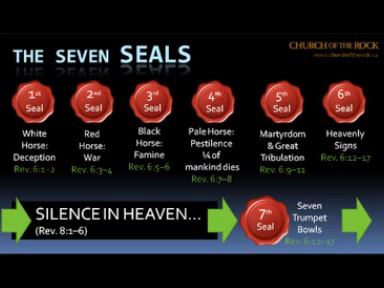 CHURCH OF THE ROCK
THE SEVEN SEALS
1st
Seal
2nd
Seal
3rd
Seal
4th
Seal
5th
Seal
6th
Seal
White
Horse:
Deception
Rev. 6:1–2
Red
Horse:
War
Rev. 6:3–4
Black
Horse:
Famine
Rev. 6:5–6
Pale Horse:
Pestilence
¼ of
mankind dies
Rev. 6:7–8
Martyrdom
& Great
Tribulation
Rev. 6:9–11
Heavenly
Signs
Rev. 6:12–17
SILENCE IN HEAVEN...
(Rev. 8:1–6)
7th
Seal
Seven
Trumpet
Bowls
Rev. 6:12–17